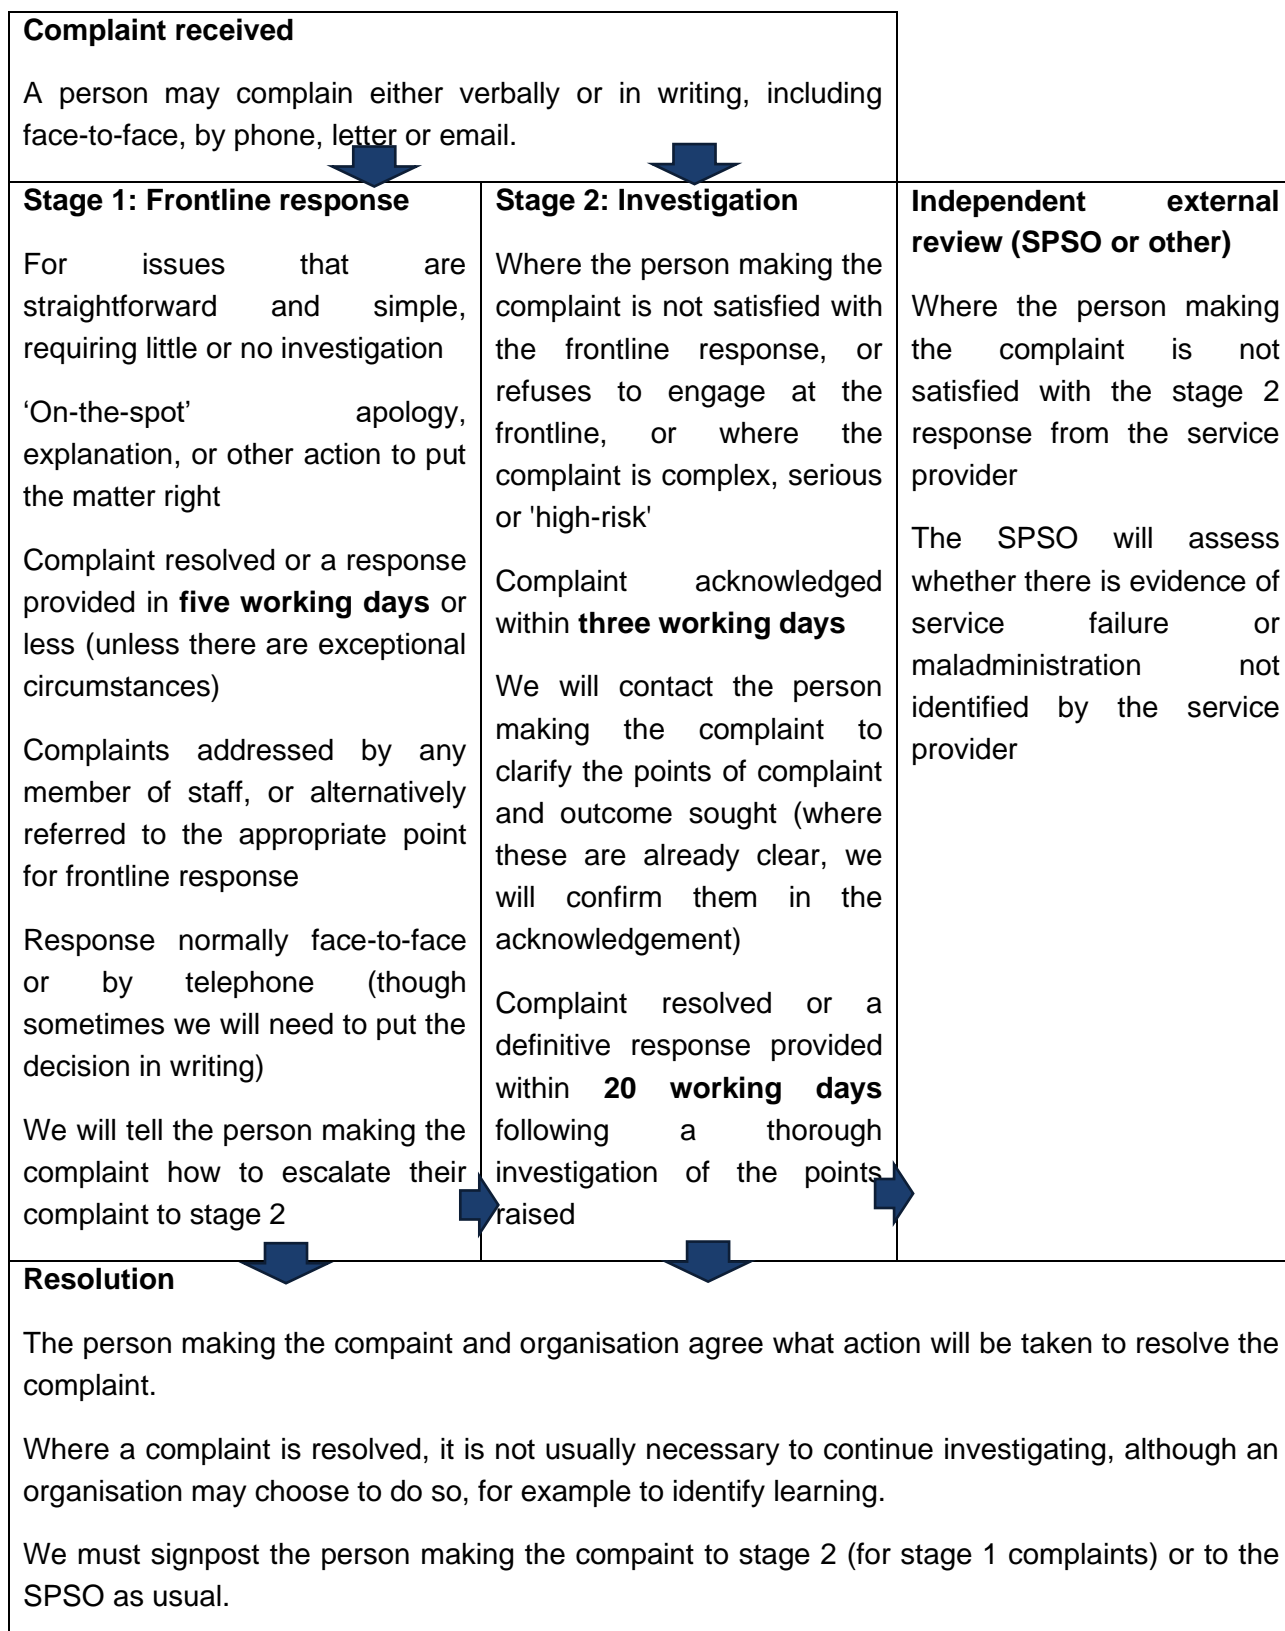 Complaint received
A person may complain either verbally or in writing, including
face-to-face, by phone, letter or email.
Stage 1: Frontline response
For issues that are
straightforward and simple,
requiring little or no investigation
‘On-the-spot’ apology,
explanation, or other action to put
the matter right
Complaint resolved or a response
provided in five working days or
less (unless there are exceptional
circumstances)
Complaints addressed by any
member of staff, or alternatively
referred to the appropriate point
for frontline response
Response normally face-to-face
or by telephone (though
sometimes we will need to put the
decision in writing)
We will tell the person making the
complaint how to escalate their
complaint to stage 2
Stage 2: Investigation
Where the person making the
complaint is not satisfied with
the frontline response, or
refuses to engage at the
frontline, or where the
complaint is complex, serious
or 'high-risk'
Complaint acknowledged
within three working days
We will contact the person
making the complaint to
clarify the points of complaint
and outcome sought (where
these are already clear, we
will confirm them in the
acknowledgement)
Complaint resolved or a
definitive response provided
within 20 working days
following a thorough
investigation of the points
raised
Independent external
review (SPSO or other)
Where the person making
the complaint is not
satisfied with the stage 2
response from the service
provider
The SPSO will assess
whether there is evidence of
service failure or
maladministration not
identified by the service
provider
Resolution
The person making the compaint and organisation agree what action will be taken to resolve the
complaint.
Where a complaint is resolved, it is not usually necessary to continue investigating, although an
organisation may choose to do so, for example to identify learning.
We must signpost the person making the compaint to stage 2 (for stage 1 complaints) or to the
SPSO as usual.